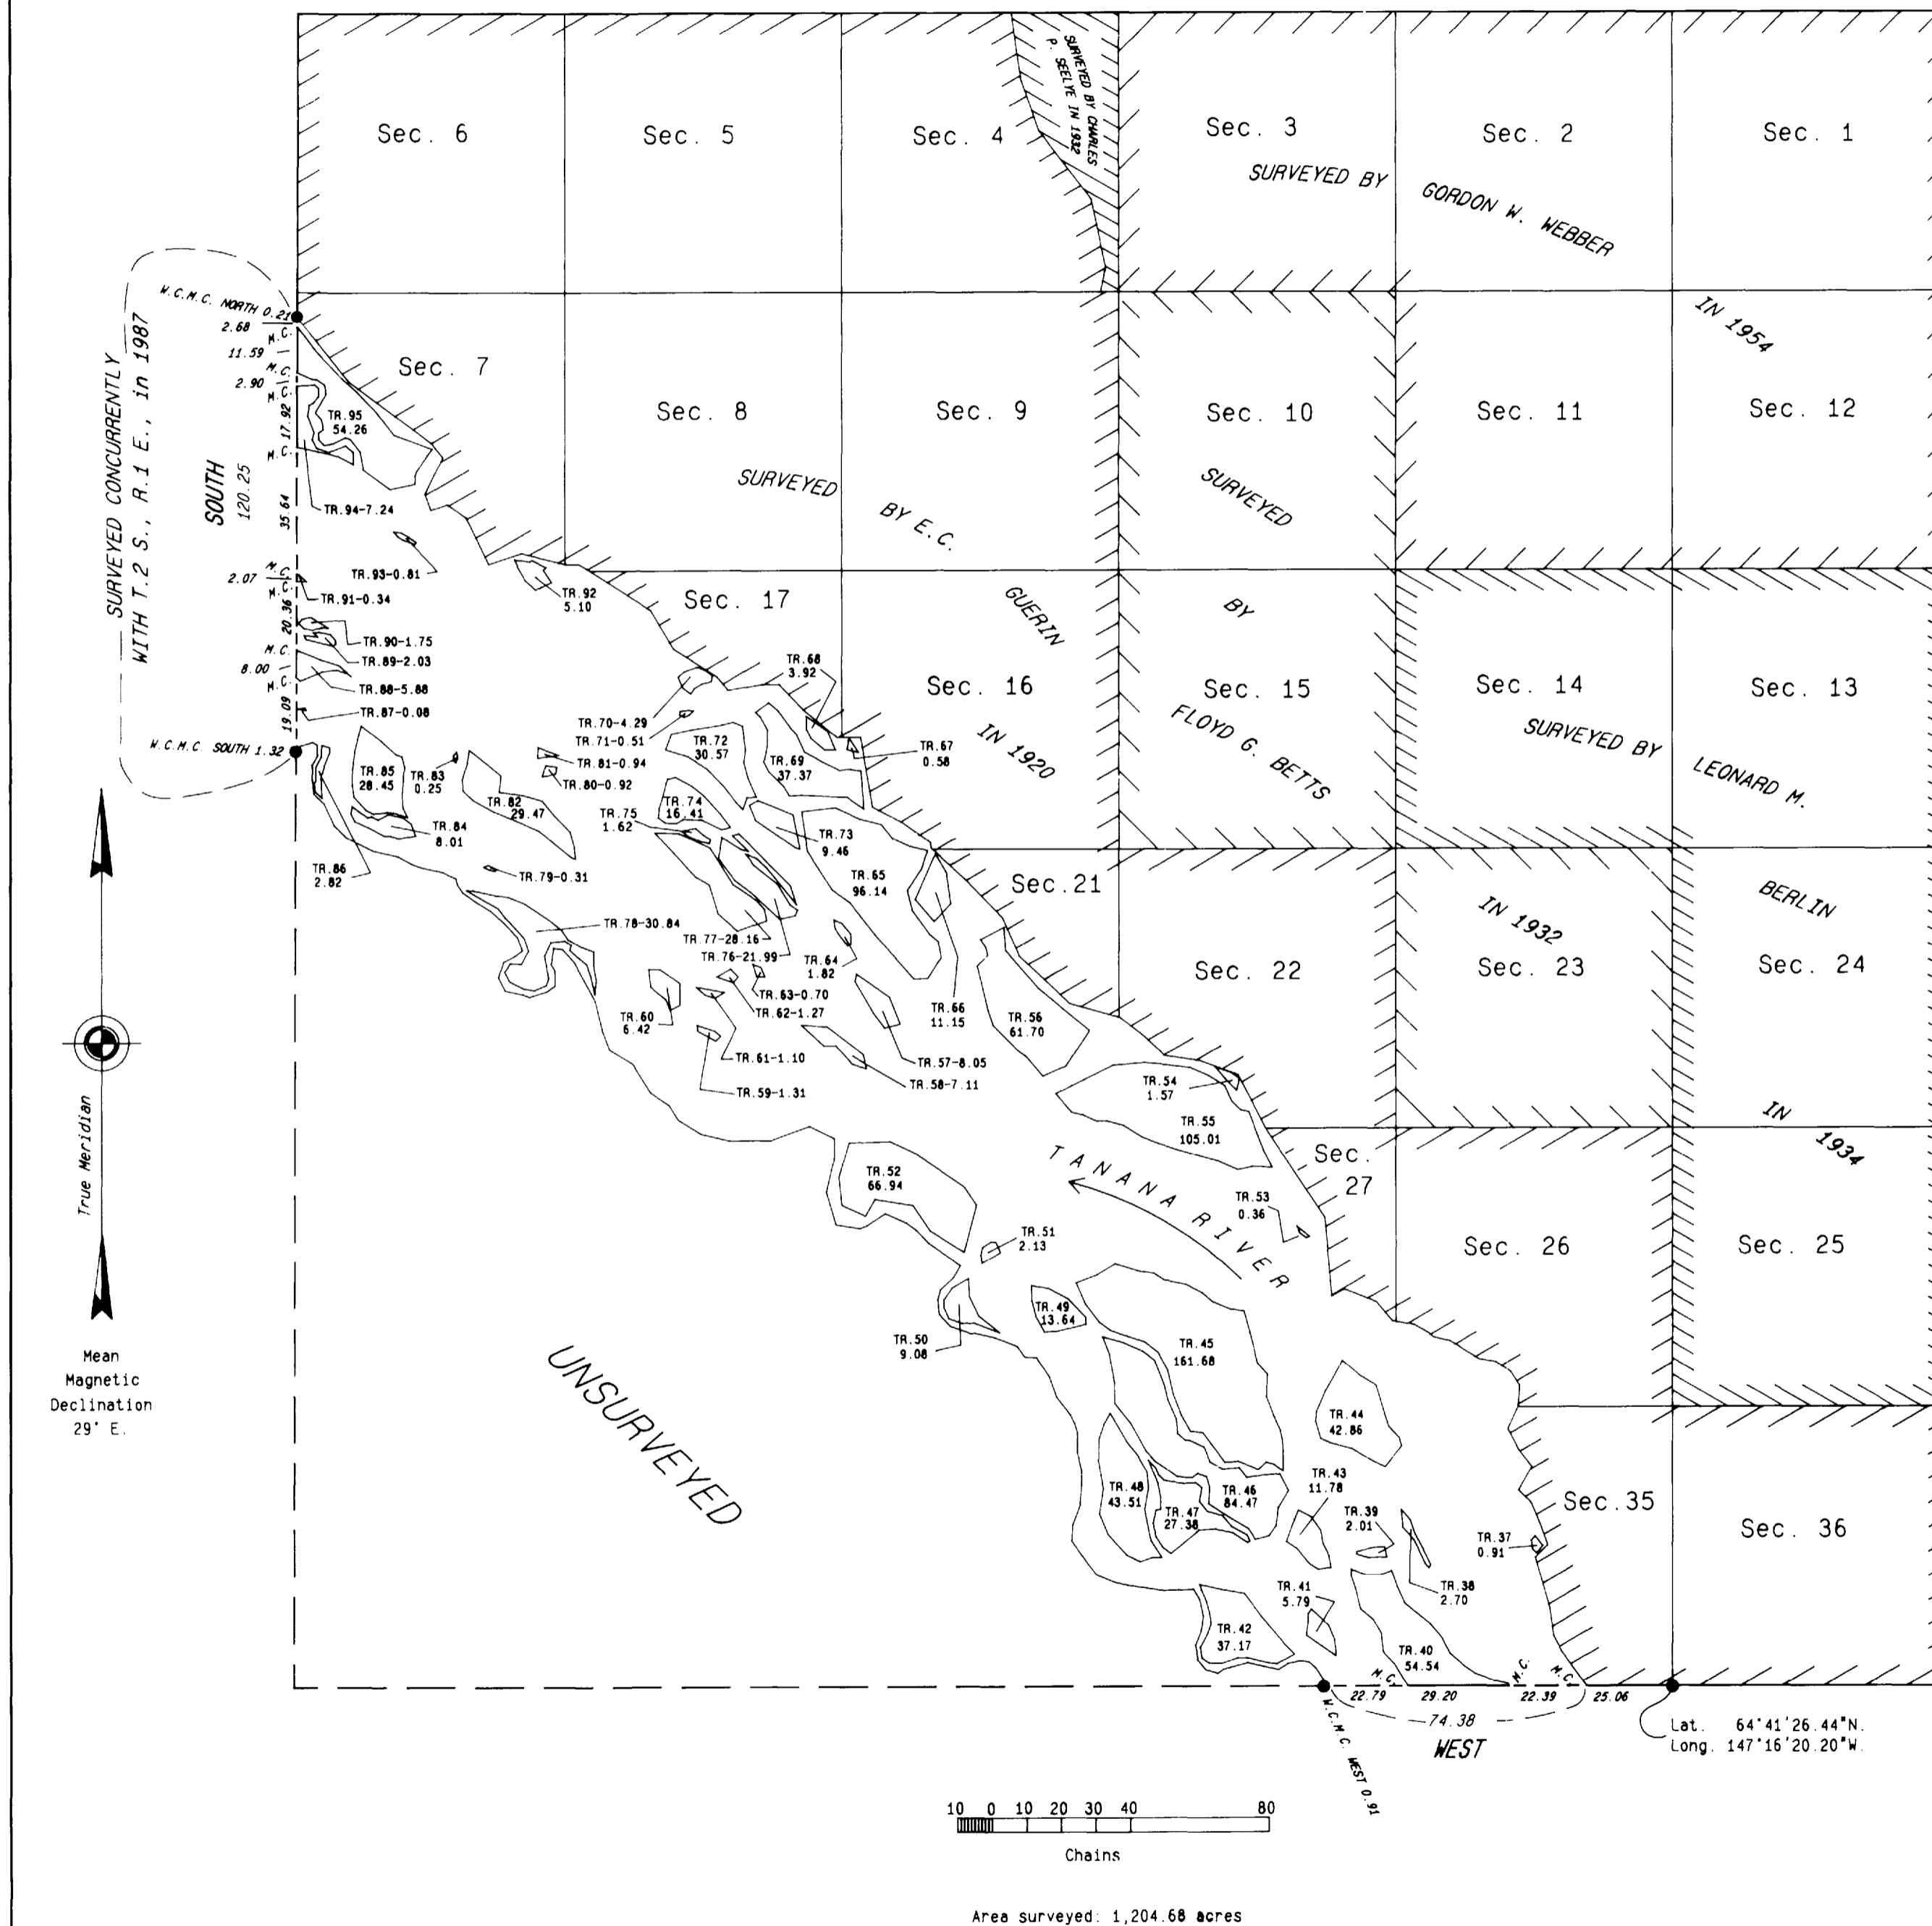 SURVEYED BY CHARLES
P. SEELYE IN 1932
Sec. 6
Sec. 5
Sec. 4
Sec. 3
Sec. 2
Sec. 1
SURVEYED BY
GORDON W. WEBBER
IN 1954
SURVEYED CONCURRENTLY
WITH T.2 S., R.1 E., in 1987
W.C.M.C. NORTH 0.21
2.68
M.C.
11.59
M.C.
2.90
M.C.
17.92
M.C.
SOUTH
120.25
35.64
M.C.
2.07
M.C.
20.36
M.C.
8.00
M.C.
19.09
W.C.M.C. SOUTH 1.32
Sec. 7
Sec. 8
Sec. 9
Sec. 10
Sec. 11
Sec. 12
SURVEYED
BY E.C.
GUERIN
IN 1920
SURVEYED
BY
FLOYD G. BETTS
TR.95
54.26
TR.94-7.24
TR.93-0.81
TR.92
5.10
TR.91-0.34
TR.90-1.75
TR.89-2.03
TR.88-5.88
TR.87-0.08
Sec. 17
Sec. 16
Sec. 15
Sec. 14
Sec. 13
SURVEYED BY
LEONARD M.
BERLIN
IN
1934
TR.68
3.92
TR.70-4.29
TR.71-0.51
TR.72
30.57
TR.69
37.37
TR.67
0.58
TR.81-0.94
TR.80-0.92
TR.85
28.45
TR.83
0.25
TR.82
29.47
TR.84
8.01
TR.75
1.62
TR.74
16.41
TR.73
9.46
TR.65
96.14
TR.86
2.82
TR.79-0.31
Sec.21
IN 1932
TR.78-30.84
TR.77-28.16
TR.76-21.99
TR.64
1.82
TR.63-0.70
TR.62-1.27
TR.60
6.42
TR.66
11.15
TR.56
61.70
TR.61-1.10
TR.57-8.05
TR.58-7.11
TR.59-1.31
Sec. 22
Sec. 23
Sec. 24
TR.54
1.57
TR.55
105.01
TANANA RIVER
Sec.
27
TR.52
66.94
TR.53
0.36
TR.51
2.13
Sec. 26
Sec. 25
True Meridian
Mean
Magnetic
Declination
29° E.
UNSURVEYED
TR.49
13.64
TR.50
9.08
TR.45
161.68
TR.44
42.86
TR.43
11.78
TR.48
43.51
TR.47
27.38
TR.46
84.47
TR.39
2.01
TR.37
0.91
TR.38
2.70
TR.41
5.79
TR.42
37.17
TR.40
54.54
Sec.35
Sec. 36
M.C.
M.C.
M.C.
22.79
29.20
22.39
25.06
74.38
WEST
W.C.M.C. WEST 0.91
Lat. 64°41'26.44"N.
Long. 147°16'20.20"W.
10 0 10 20 30 40 80
Chains
Area surveyed: 1,204.68 acres